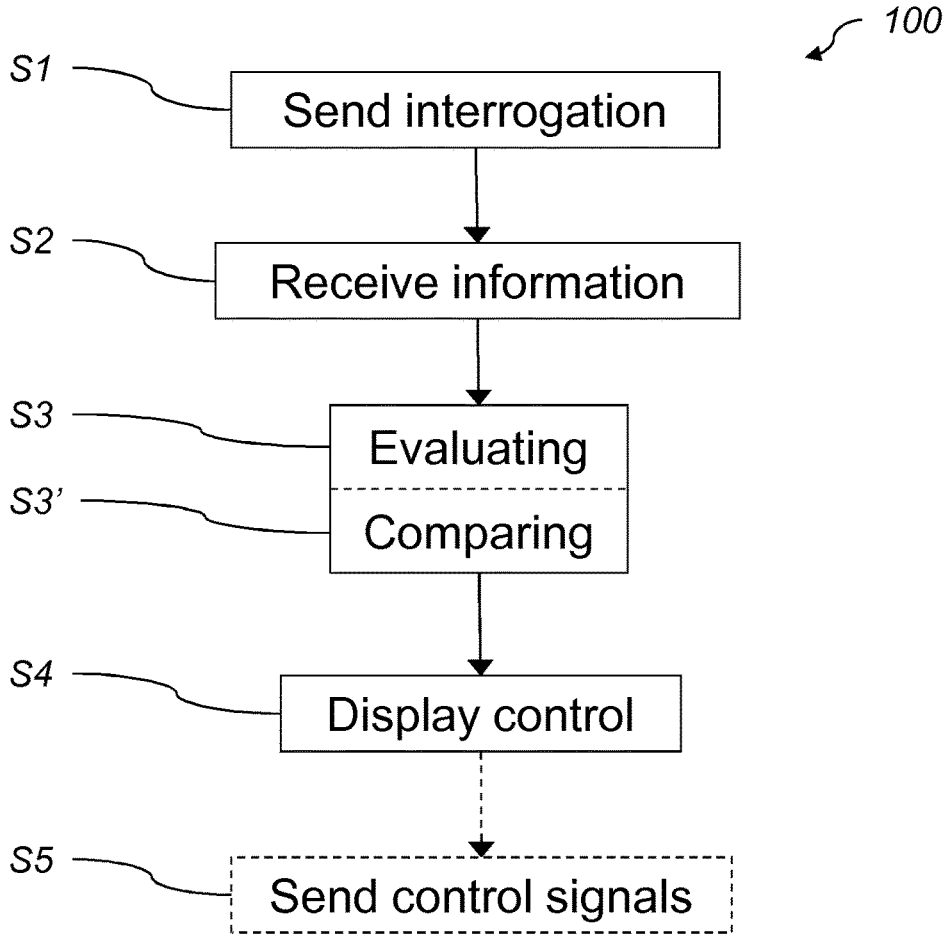 100
S1
Send interrogation
S2
Receive information
S3
Evaluating
S3’
Comparing
S4
Display control
S5
Send control signals